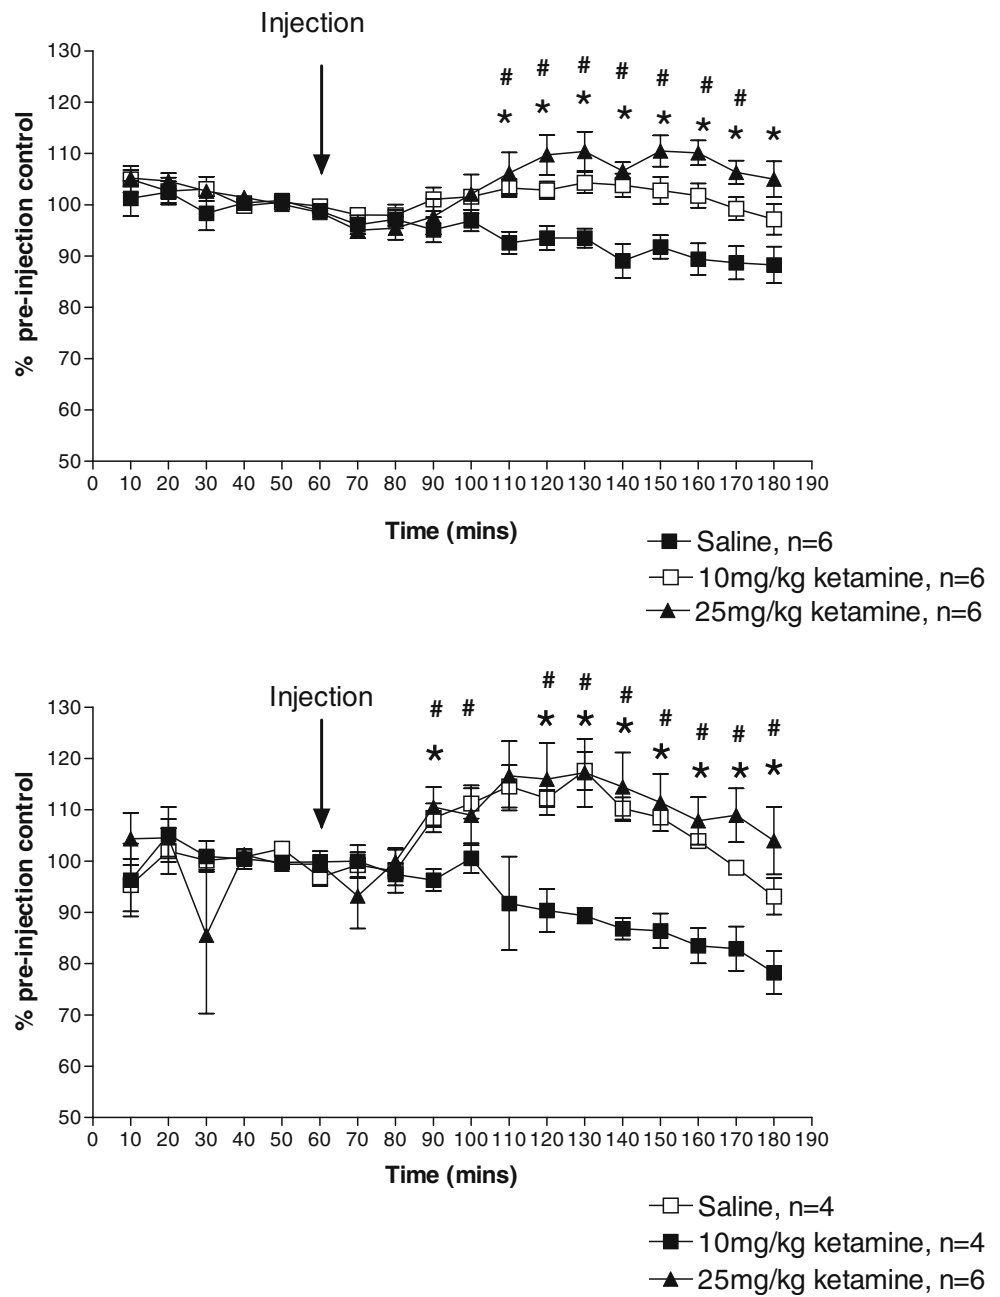 Injection
# # # # # # #
* * * * * * * *
130
120
110
100
90
80
70
60
50
% pre-injection control
0 10 20 30 40 50 60 70 80 90 100 110 120 130 140 150 160 170 180 190
Time (mins)
Saline, n=6
10mg/kg ketamine, n=6
25mg/kg ketamine, n=6
Injection
# # # # # # # # #
* * * * * * * *
130
120
110
100
90
80
70
60
50
% pre-injection control
0 10 20 30 40 50 60 70 80 90 100 110 120 130 140 150 160 170 180 190
Time (mins)
Saline, n=4
10mg/kg ketamine, n=4
25mg/kg ketamine, n=6